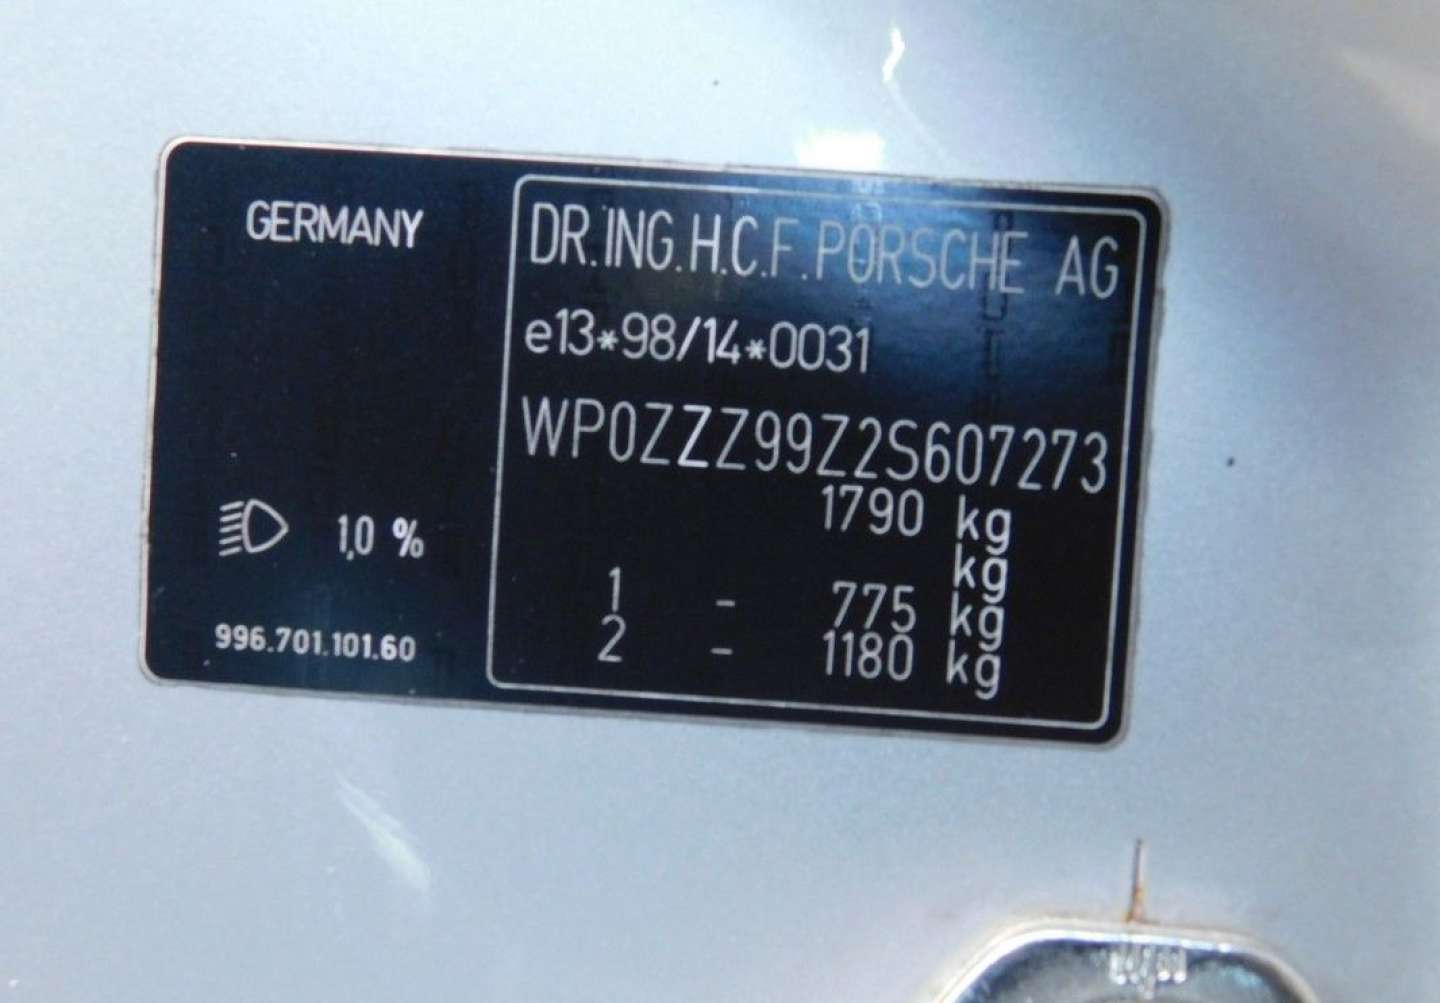 GERMANY
DR.ING.H.C.F.PORSCHE AG
e13*98/14*0031
WP0ZZZ99Z2S607273
1790 kg
kg
1 - 775 kg
2 - 1180 kg
1,0 %
996.701.101.60